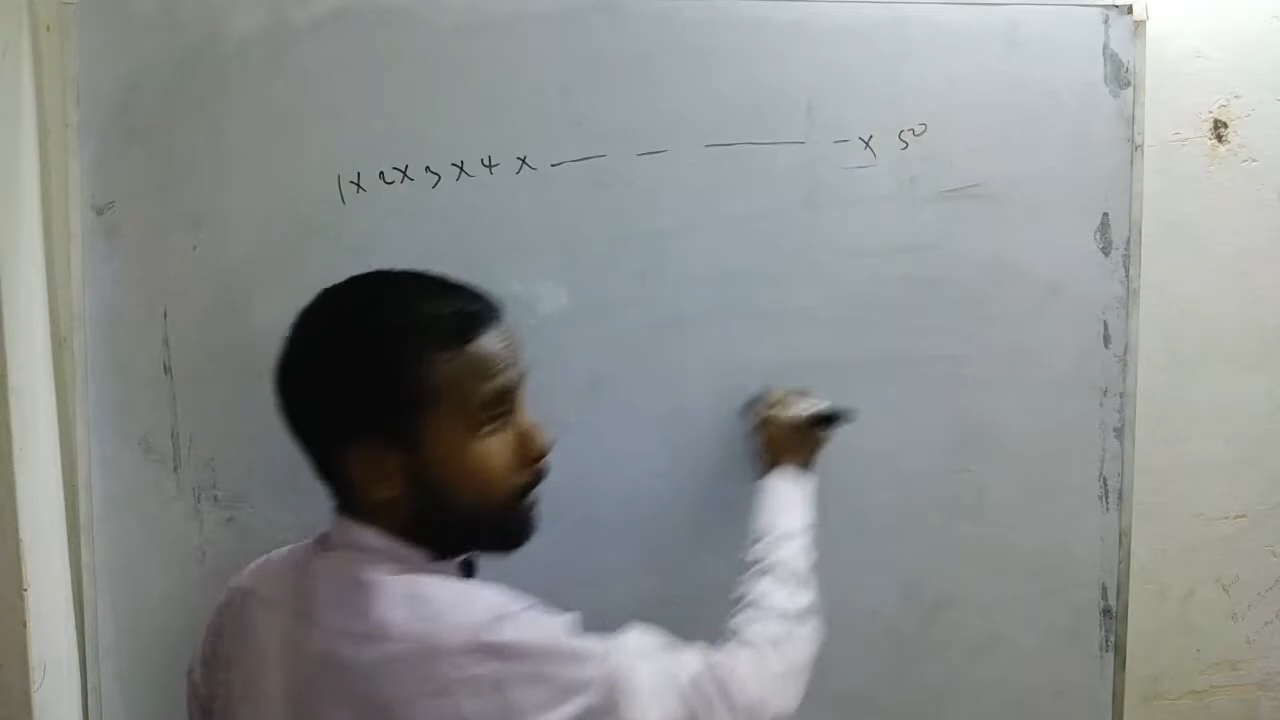 1 x 2 x 3 x 4 x — — — - x 50